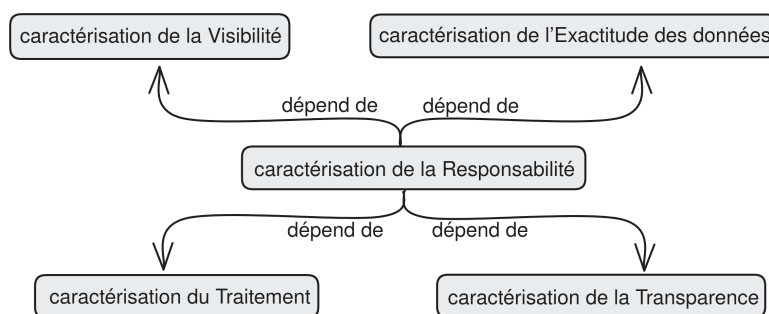 caractérisation de la Visibilité
caractérisation de l'Exactitude des données
dépend de
dépend de
caractérisation de la Responsabilité
dépend de
dépend de
caractérisation du Traitement
caractérisation de la Transparence